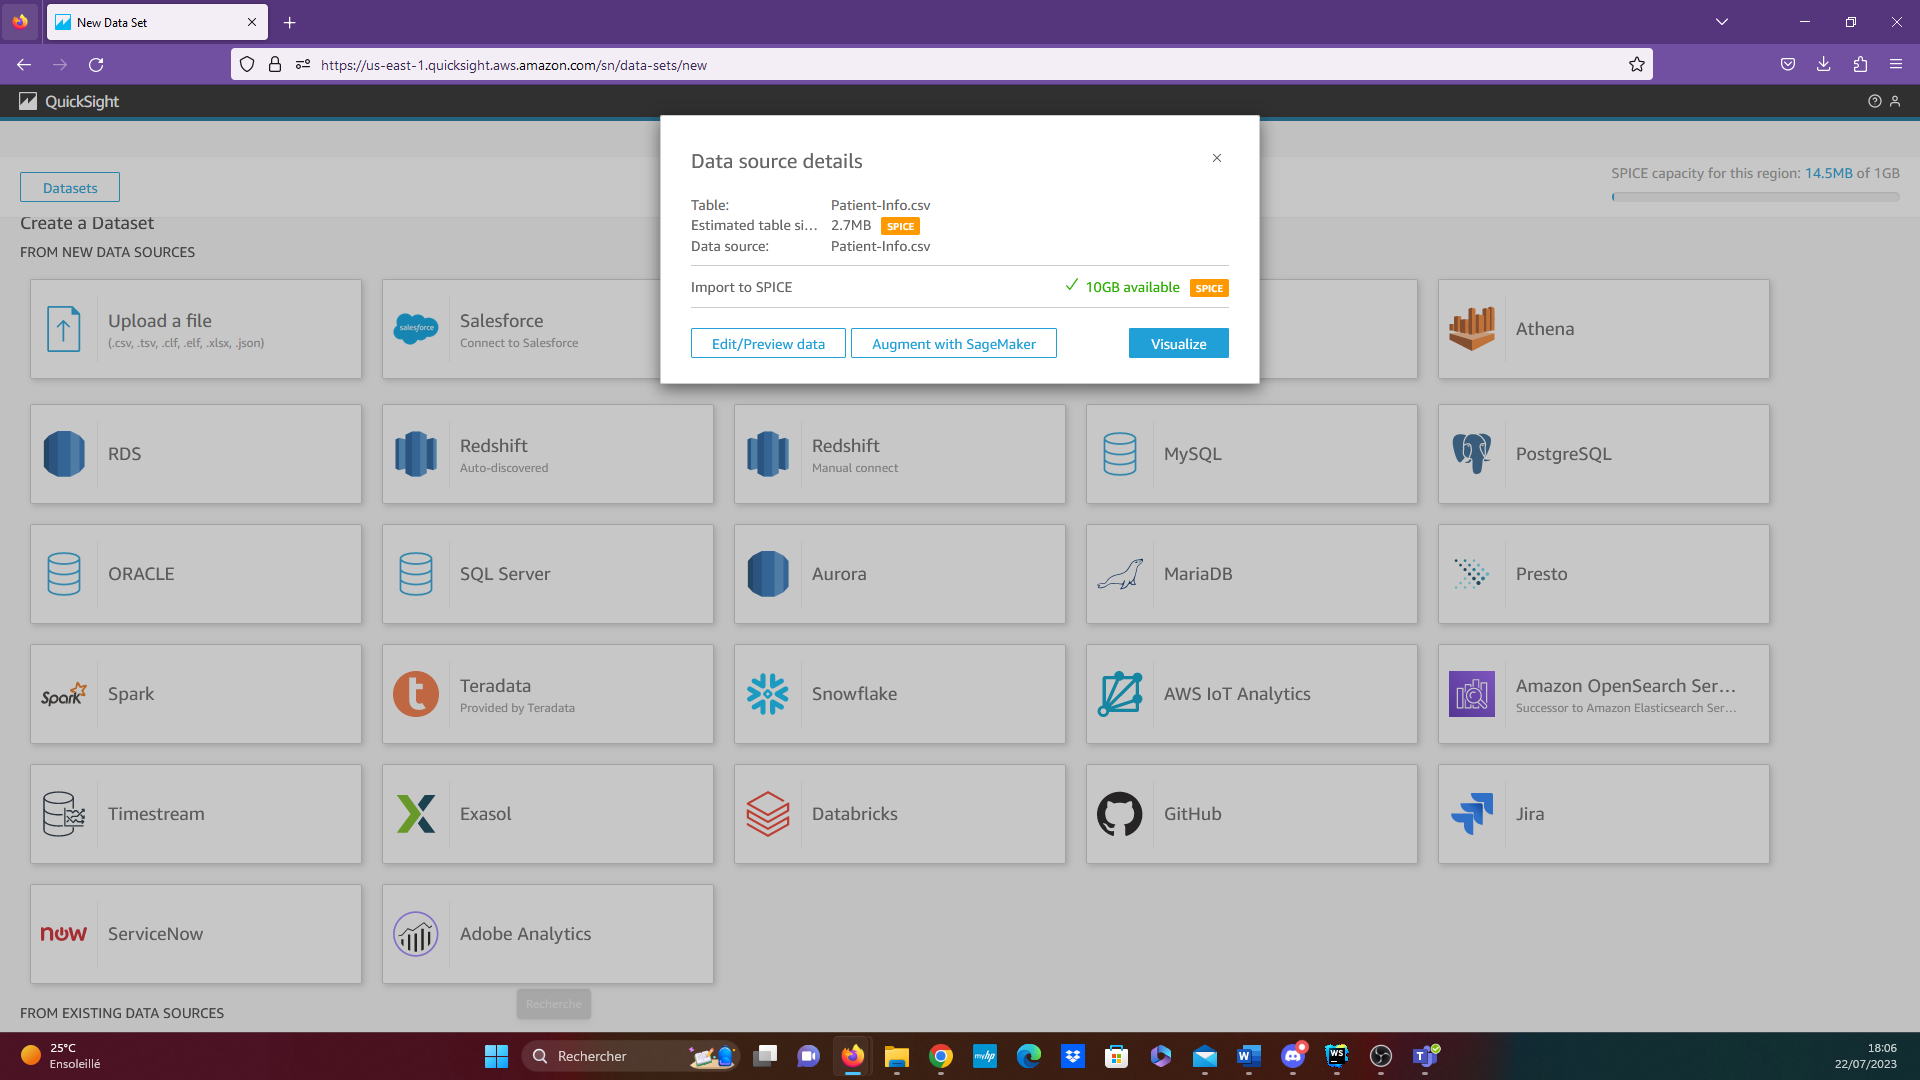 New Data Set
https://us-east-1.quicksight.aws.amazon.com/sn/data-sets/new
QuickSight
Data source details
Table: Patient-Info.csv
Estimated table si... 2.7MB SPICE
Data source: Patient-Info.csv
Import to SPICE 10GB available SPICE
Edit/Preview data Augment with SageMaker Visualize
Datasets
SPICE capacity for this region: 14.5MB of 1GB
Create a Dataset
FROM NEW DATA SOURCES
Upload a file
(.csv, .tsv, .clf, .elf, .xlsx, .json)
salesforce
Salesforce
Connect to Salesforce
Athena
RDS
Redshift
Auto-discovered
Redshift
Manual connect
MySQL
PostgreSQL
ORACLE
SQL Server
Aurora
MariaDB
Presto
Spark
Spark
t
Teradata
Provided by Teradata
Snowflake
AWS IoT Analytics
Amazon OpenSearch Ser...
Successor to Amazon Elasticsearch Ser...
Timestream
Exasol
Databricks
GitHub
Jira
now
ServiceNow
Adobe Analytics
Recherche
FROM EXISTING DATA SOURCES
25°C
Ensoleillé
Rechercher
myhp
W
WS
T
18:06
22/07/2023